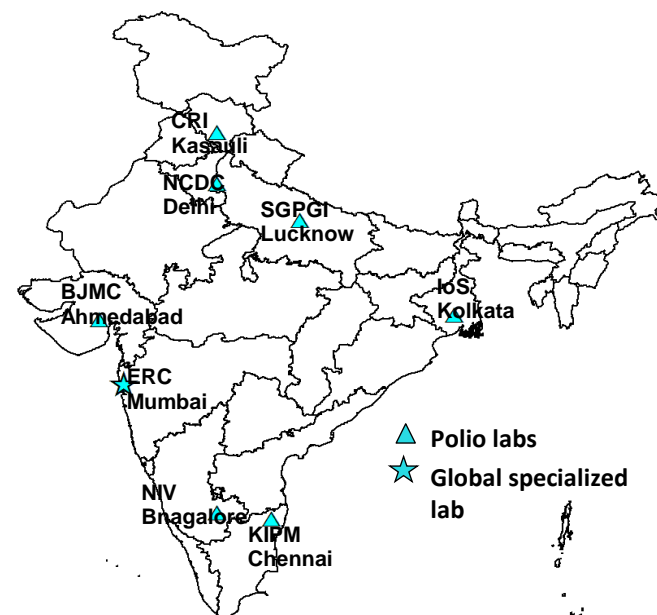 CRI
Kasauli
NCDC
Delhi
SGPGI
Lucknow
BJMC
Ahmedabad
IoS
Kolkata
ERC
Mumbai
Polio labs
Global specialized
lab
NIV
Bnagalore
KIPM
Chennai